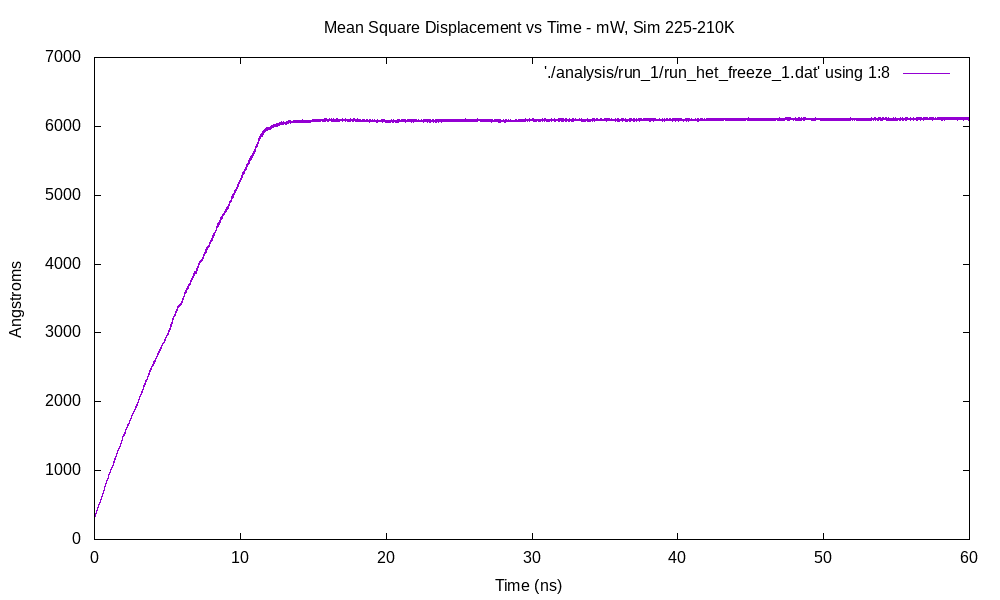 Mean Square Displacement vs Time - mW, Sim 225-210K
'./analysis/run_1/run_het_freeze_1.dat' using 1:8
7000
6000
5000
4000
3000
2000
1000
0
Angstroms
0 10 20 30 40 50 60
Time (ns)